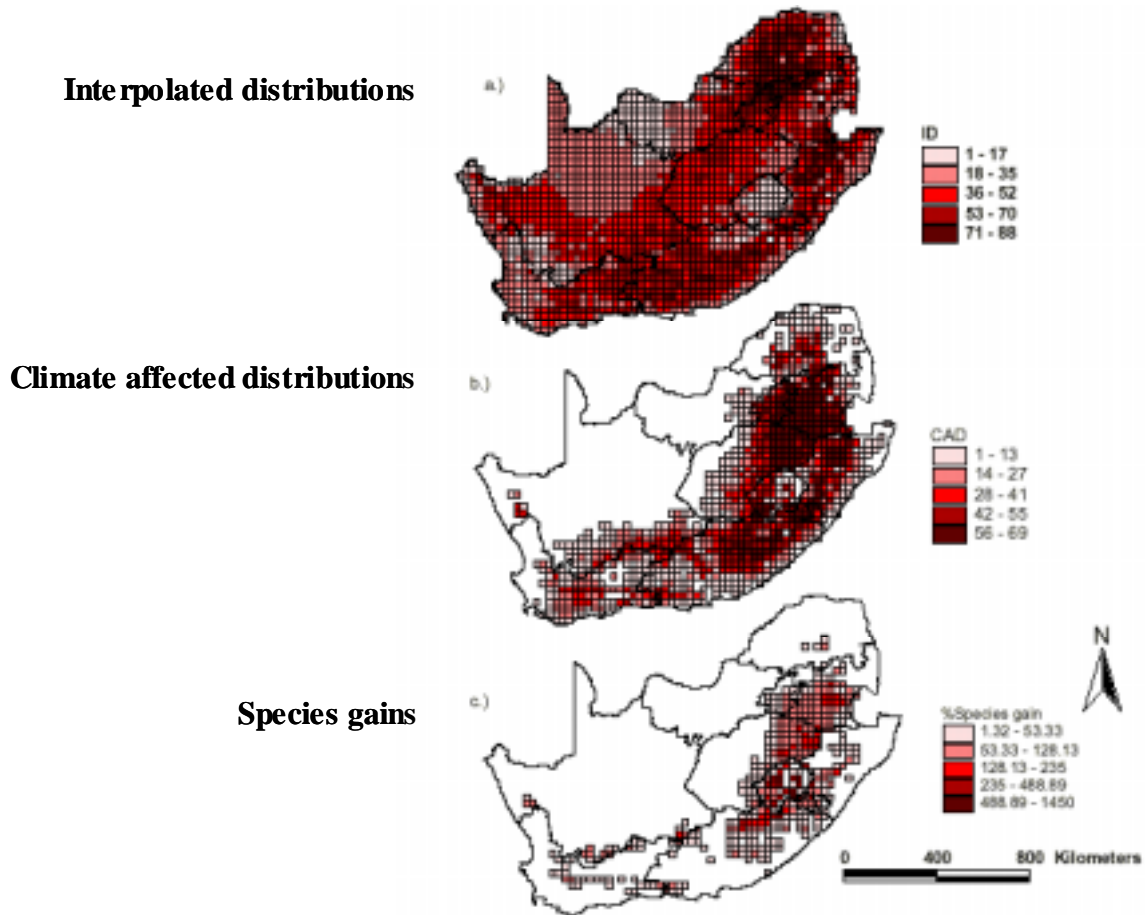 Interpolated distributions
a.)
ID
1 - 17
18 - 35
36 - 52
53 - 70
71 - 88
Climate affected distributions
b.)
CAD
1 - 13
14 - 27
28 - 41
42 - 55
56 - 69
Species gains
c.)
N
%Species gain
1.32 - 53.33
53.33 - 128.13
128.13 - 235
235 - 488.89
488.89 - 1450
0 400 800 Kilometers